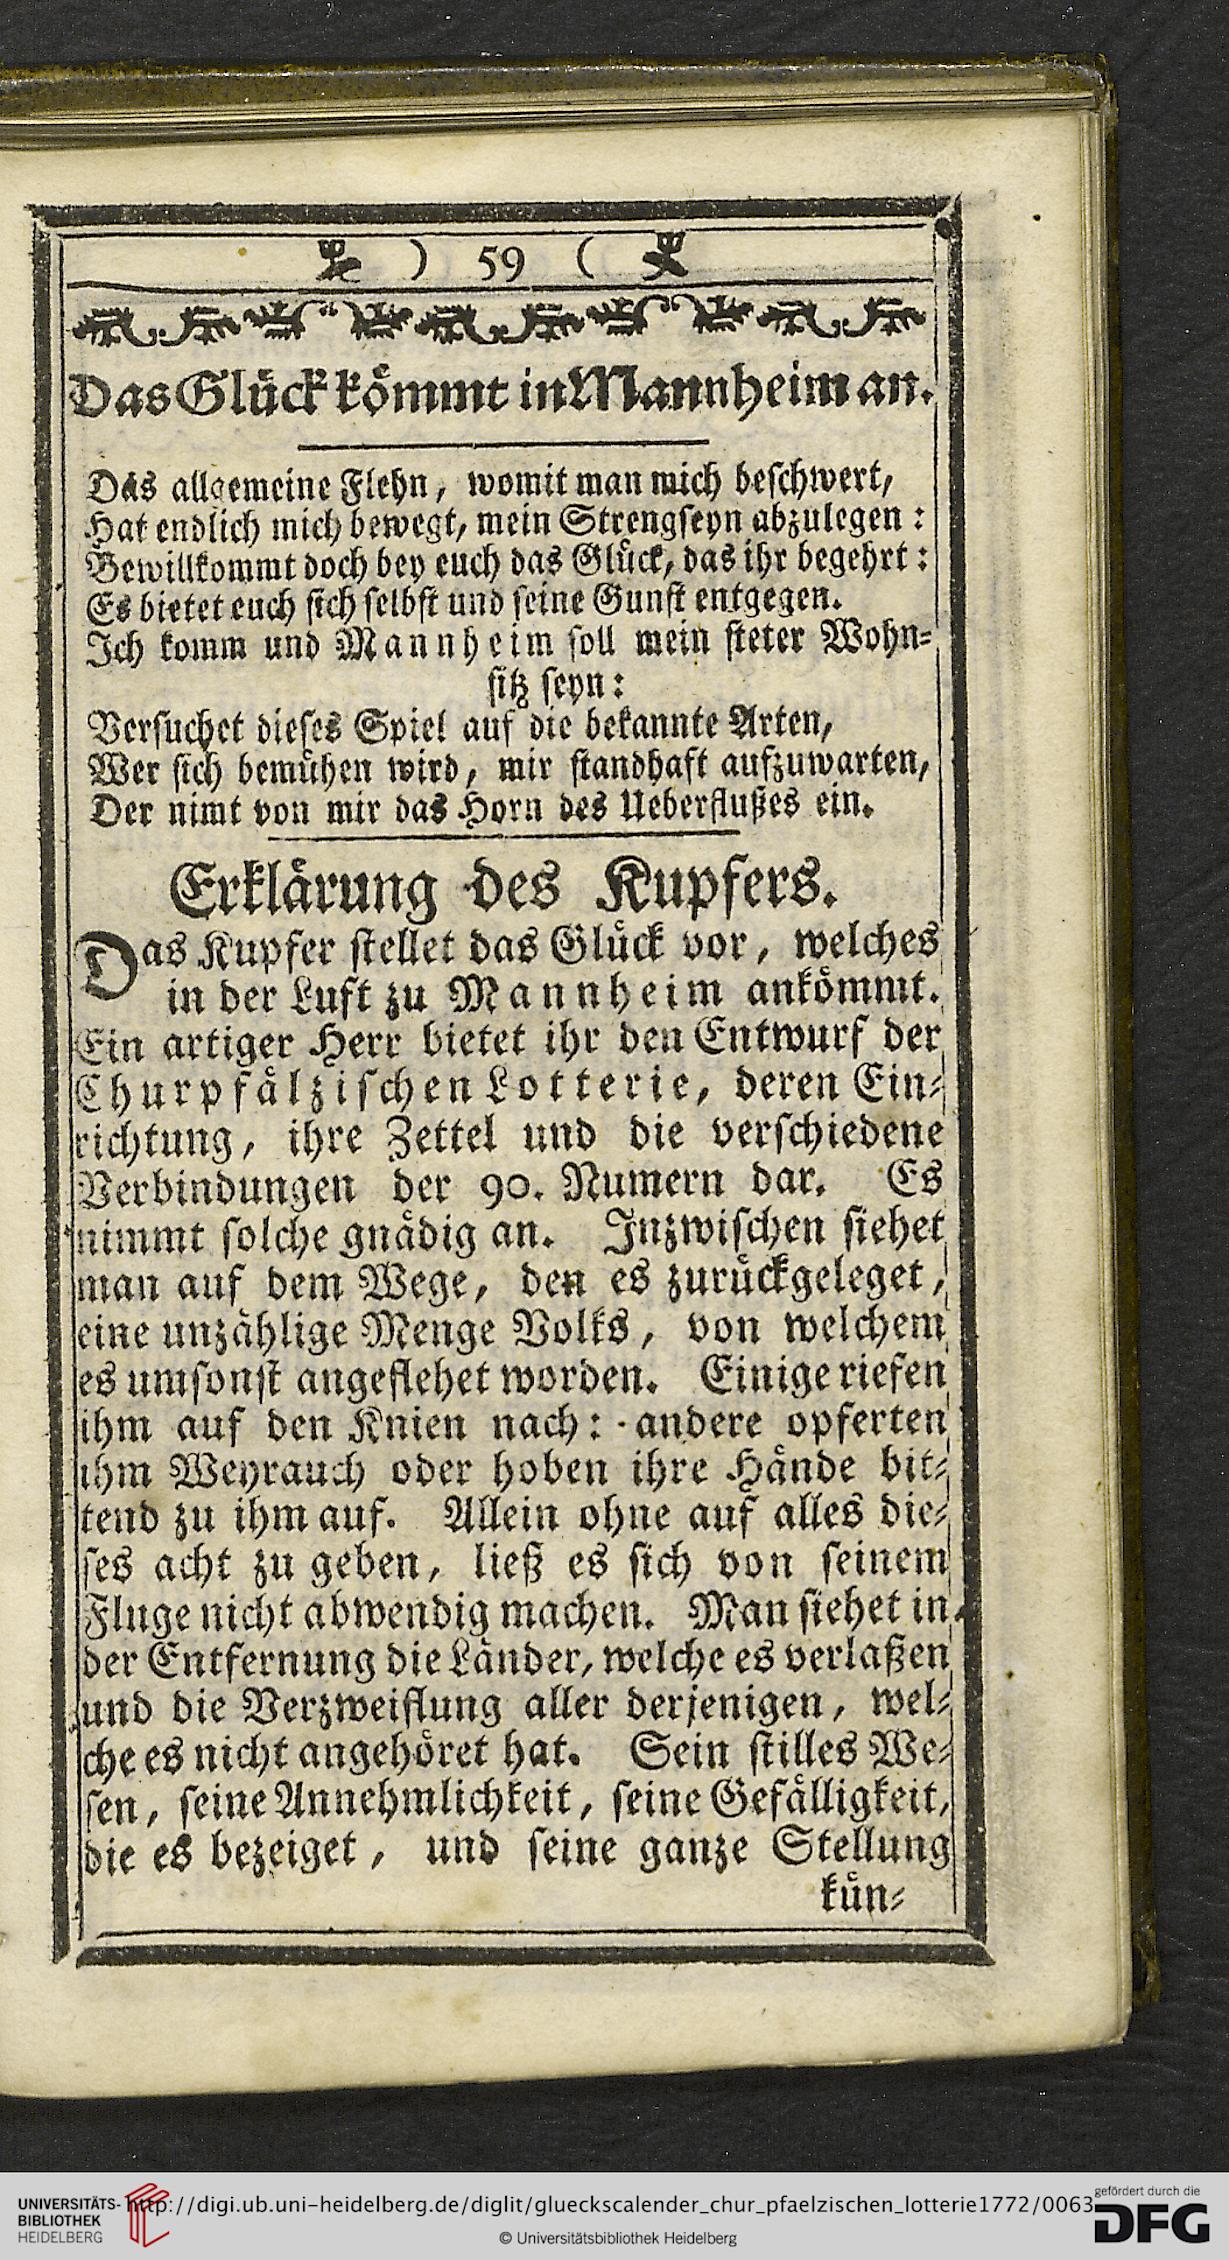 ) 59 (
Das Glück kömmt in Mannheim an.
Das allgemeine Flehn, womit man mich beschwert,
Hat endlich mich bewegt, mein Strengseyn abzulegen:
Bewillkommt doch bey euch das Glück, das ihr begehrt:
Es bietet euch sich selbst und seine Gunst entgegen.
Ich komm und Mannheim soll mein steter Wohn-
sitz seyn:
Versuchet dieses Spiel auf die bekannte Arten,
Wer sich bemühen wird, mir standhaft aufzuwarten,
Der nimt von mir das Horn des Ueberflußes ein.
Erklärung des Kupfers.
Das Kupfer stellet das Glück vor, welches
in der Luft zu Mannheim ankömmt.
Ein artiger Herr bietet ihr den Entwurf der
Churpfälzischen Lotterie, deren Ein-
richtung, ihre Zettel und die verschiedene
Verbindungen der 90. Numern dar. Es
nimmt solche gnädig an. Inzwischen siehet
man auf dem Wege, den es zurückgeleget,
eine unzählige Menge Volks, von welchem
es umsonst angeflehet worden. Einige riefen
ihm auf den Knien nach: andere opferten
ihm Weyrauch oder hoben ihre Hände bit-
tend zu ihm auf. Allein ohne auf alles die-
ses acht zu geben, ließ es sich von seinem
Fluge nicht abwendig machen. Man siehet in
der Entfernung die Länder, welche es verlaßen
und die Verzweiflung aller derjenigen, wel-
che es nicht angehöret hat. Sein stilles We-
sen, seine Annehmlichkeit, seine Gefälligkeit,
die es bezeiget, und seine ganze Stellung
kün-
UNIVERSITÄTS-
BIBLIOTHEK
HEIDELBERG
http://digi.ub.uni-heidelberg.de/diglit/glueckscalender_chur_pfaelzischen_lotterie1772/0063
© Universitätsbibliothek Heidelberg
gefördert durch die
DFG